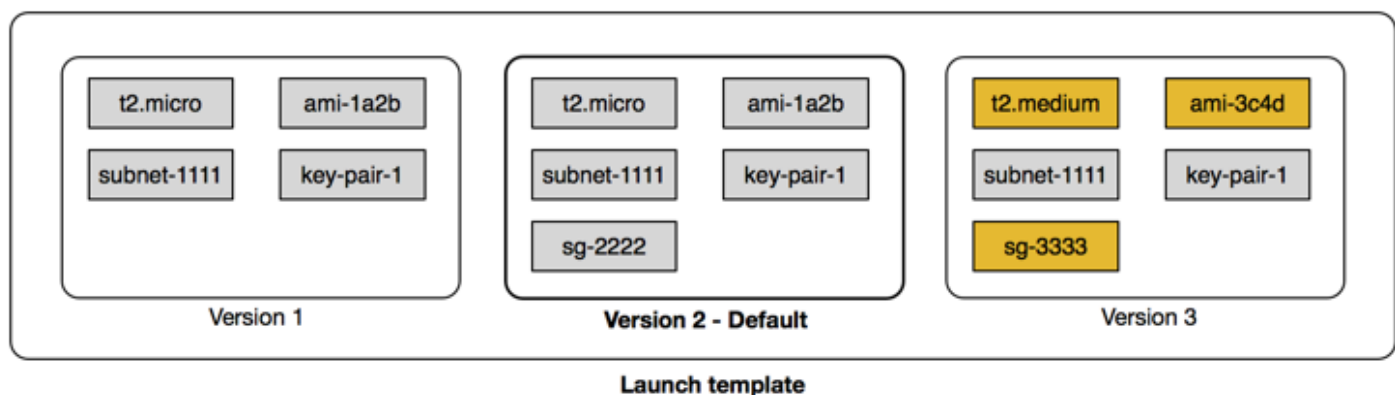 t2.micro ami-1a2b
subnet-1111 key-pair-1
Version 1
t2.micro ami-1a2b
subnet-1111 key-pair-1
sg-2222
Version 2 - Default
t2.medium ami-3c4d
subnet-1111 key-pair-1
sg-3333
Version 3
Launch template